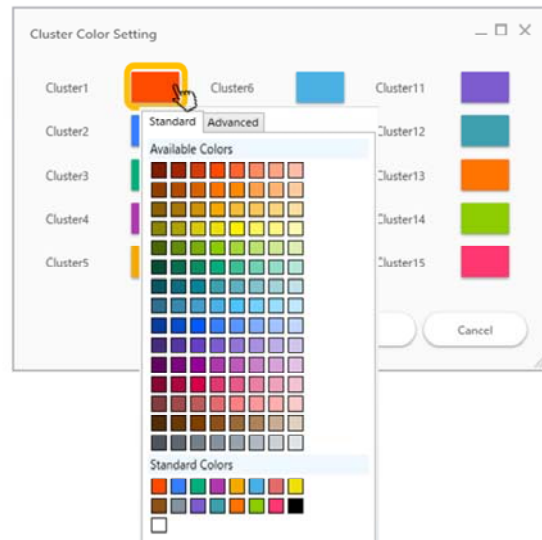 Cluster Color Setting
Cluster1 Cluster6 Cluster11
Standard Advanced
Cluster2 Cluster12
Available Colors
Cluster3 Cluster13
Cluster4 Cluster14
Cluster5 Cluster15
Cancel
Standard Colors